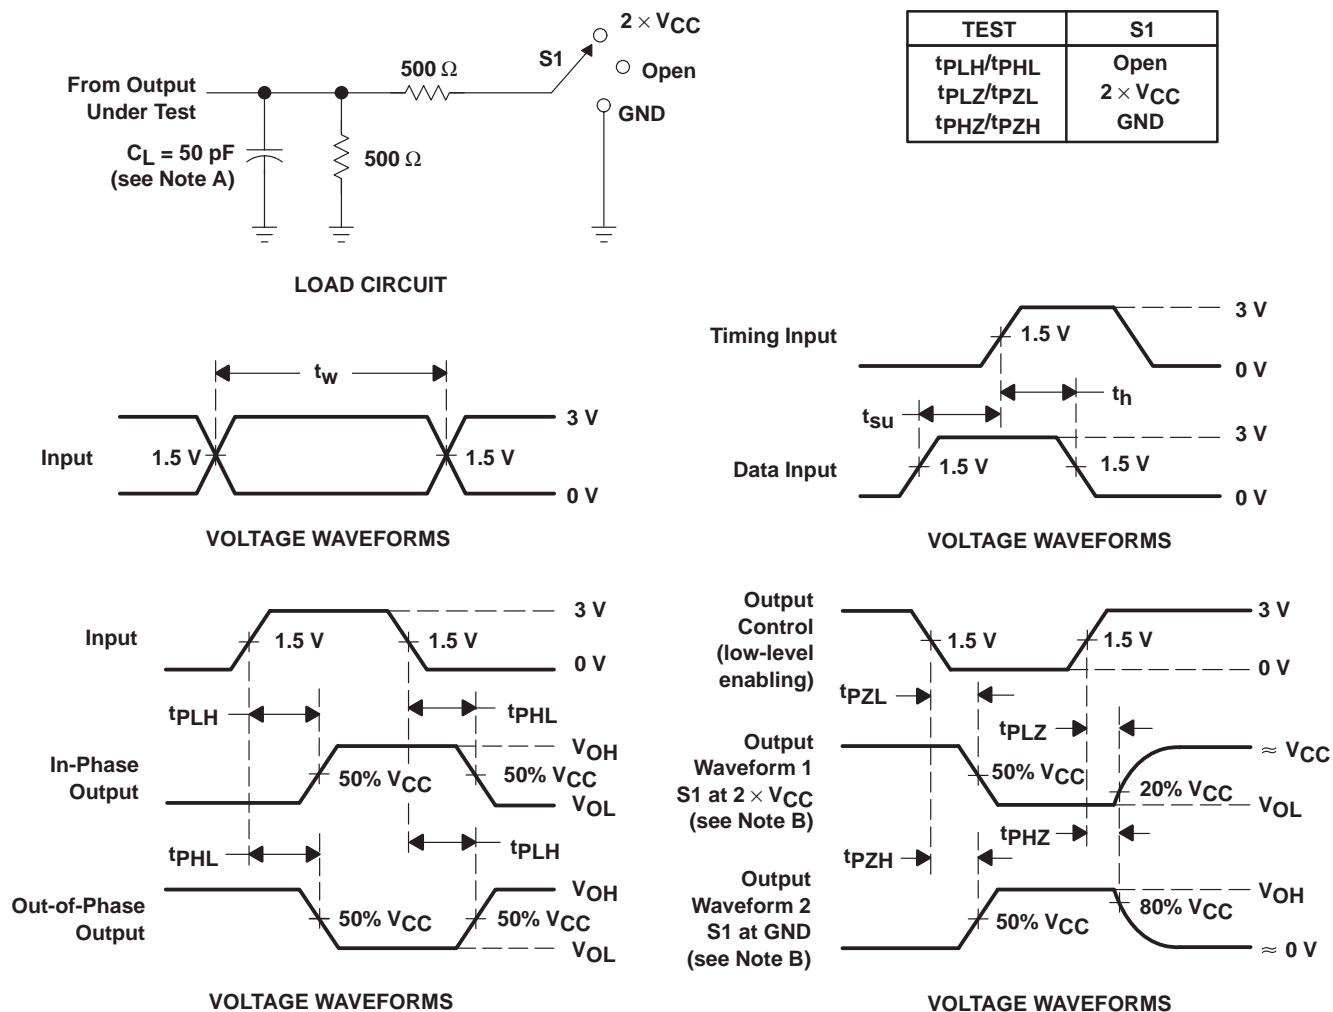 2 × VCC
S1
Open
GND
500 Ω
From Output
Under Test
CL = 50 pF
(see Note A)
500 Ω
LOAD CIRCUIT
TEST S1
tPLH/tPHL Open
tPLZ/tPZL 2 × VCC
tPHZ/tPZH GND
tw
Input
1.5 V
1.5 V
3 V
0 V
VOLTAGE WAVEFORMS
Timing Input
1.5 V
3 V
0 V
th
tsu
Data Input
1.5 V
1.5 V
3 V
0 V
VOLTAGE WAVEFORMS
Input
1.5 V
1.5 V
3 V
0 V
tPLH
tPHL
In-Phase
Output
50% VCC
50% VCC
VOH
VOL
tPHL
tPLH
Out-of-Phase
Output
50% VCC
50% VCC
VOH
VOL
VOLTAGE WAVEFORMS
Output
Control
(low-level
enabling)
1.5 V
1.5 V
3 V
0 V
tPZL
tPLZ
Output
Waveform 1
S1 at 2 × VCC
(see Note B)
50% VCC
20% VCC
≈ VCC
VOL
tPHZ
tPZH
Output
Waveform 2
S1 at GND
(see Note B)
50% VCC
80% VCC
VOH
≈ 0 V
VOLTAGE WAVEFORMS